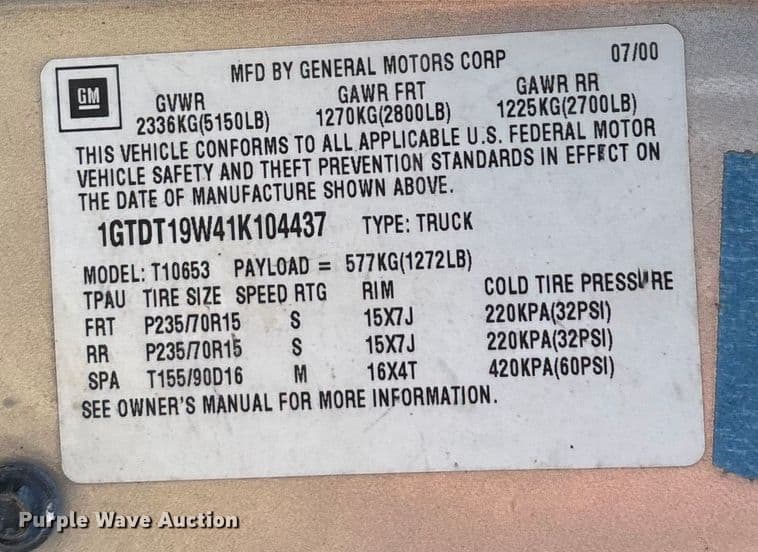 GM
MFD BY GENERAL MOTORS CORP 07/00
GVWR GAWR FRT GAWR RR
2336KG(5150LB) 1270KG(2800LB) 1225KG(2700LB)
THIS VEHICLE CONFORMS TO ALL APPLICABLE U.S. FEDERAL MOTOR
VEHICLE SAFETY AND THEFT PREVENTION STANDARDS IN EFFECT ON
THE DATE OF MANUFACTURE SHOWN ABOVE.
1GTDT19W41K104437 TYPE: TRUCK
MODEL: T10653 PAYLOAD = 577KG(1272LB)
TPAU TIRE SIZE SPEED RTG RIM COLD TIRE PRESSURE
FRT P235/70R15 S 15X7J 220KPA(32PSI)
RR P235/70R15 S 15X7J 220KPA(32PSI)
SPA T155/90D16 M 16X4T 420KPA(60PSI)
SEE OWNER'S MANUAL FOR MORE INFORMATION.
Purple Wave Auction